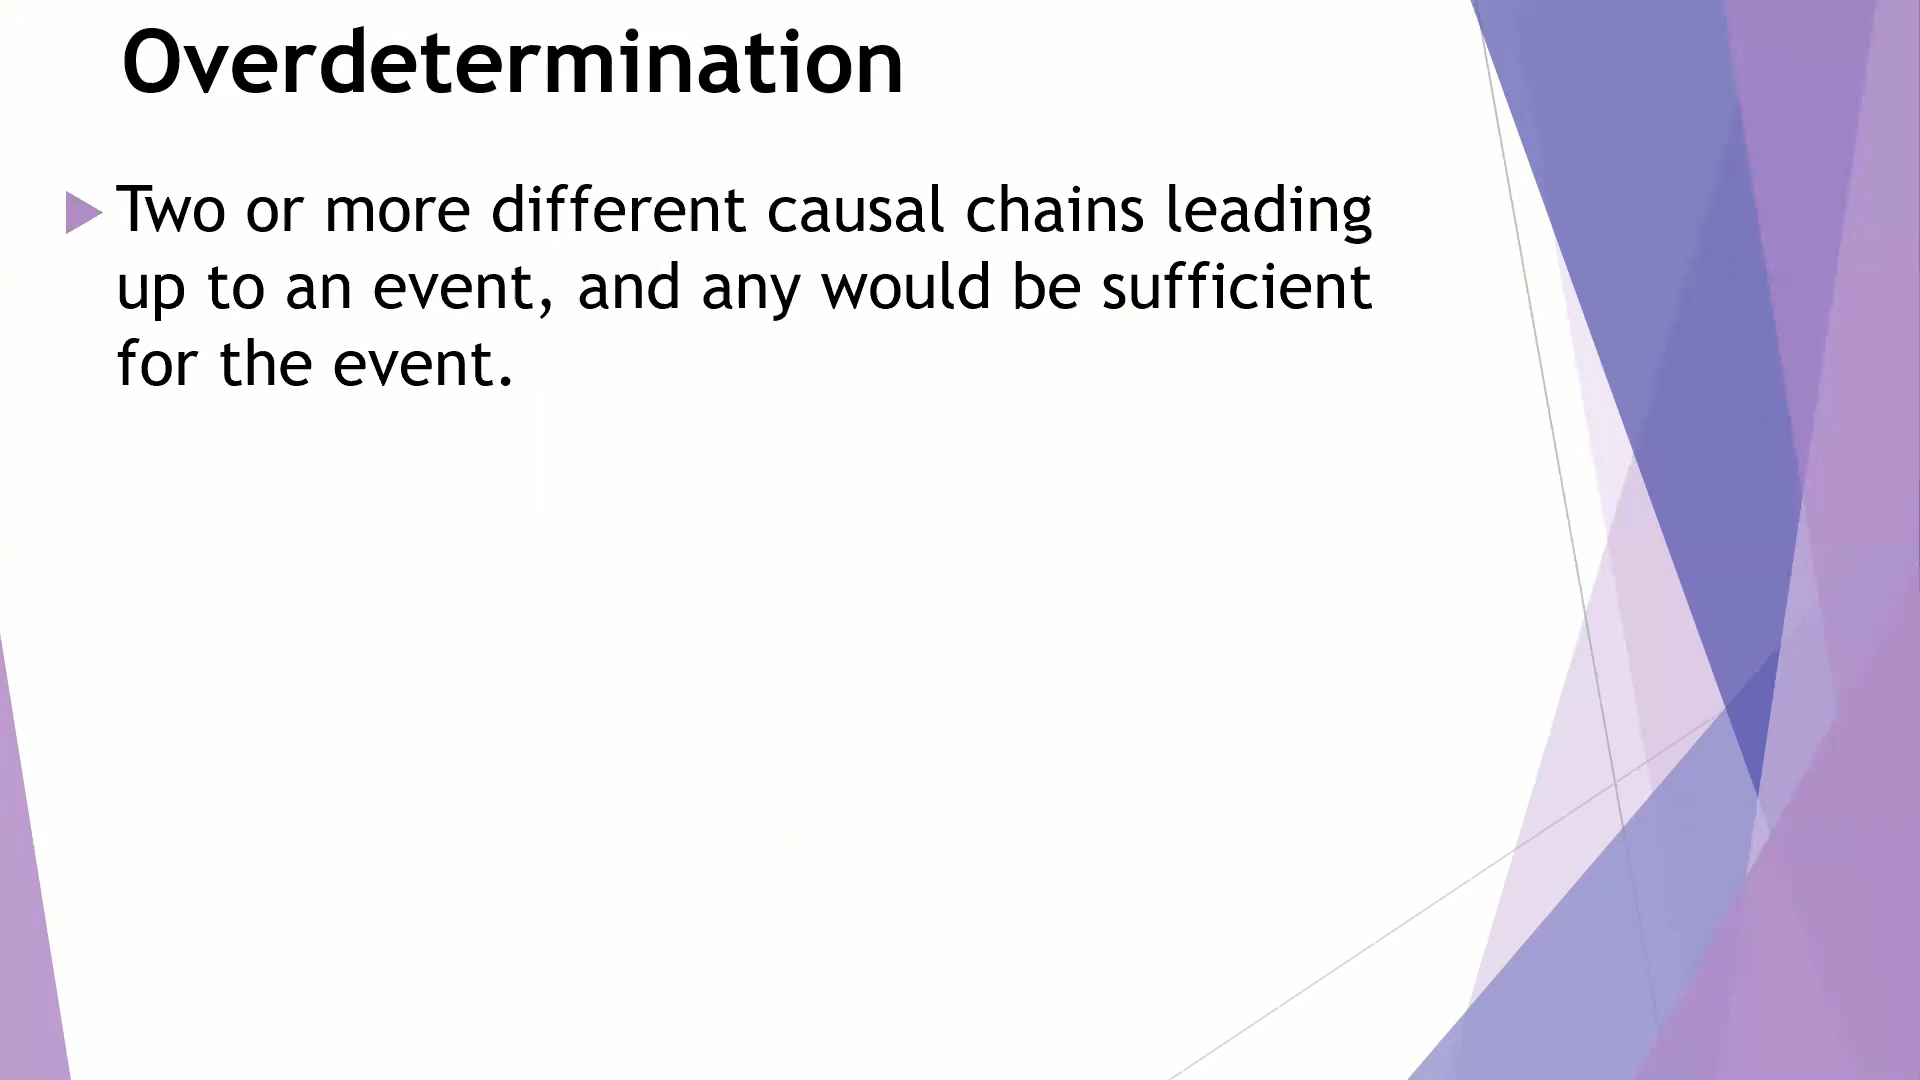 Overdetermination
Two or more different causal chains leading
up to an event, and any would be sufficient
for the event.